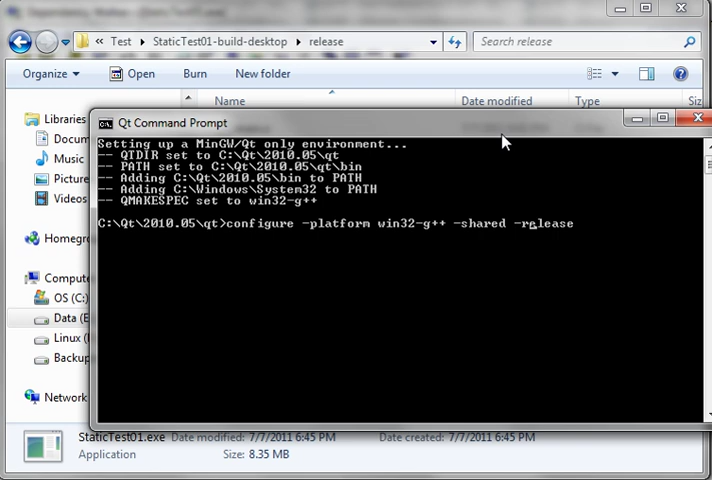 Test StaticTest01-build-desktop release Search release
Organize Open Burn New folder
Name Date modified Type Siz
Libraries
Docum
Music
Picture
Homegr
Compute
OS (C:)
Data (E
Linux (
Backup
Network
Qt Command Prompt
Setting up a MinGW/Qt only environment...
-- QTDIR set to C:\Qt\2010.05\qt
-- PATH set to C:\Qt\2010.05\qt\bin
-- Adding C:\Qt\2010.05\bin to PATH
-- Adding C:\Windows\System32 to PATH
-- QMAKESPEC set to win32-g++
C:\Qt\2010.05\qt>configure -platform win32-g++ -shared -release
StaticTest01.exe Date modified: 7/7/2011 6:45 PM Date created: 7/7/2011 6:45 PM
Application Size: 8.35 MB